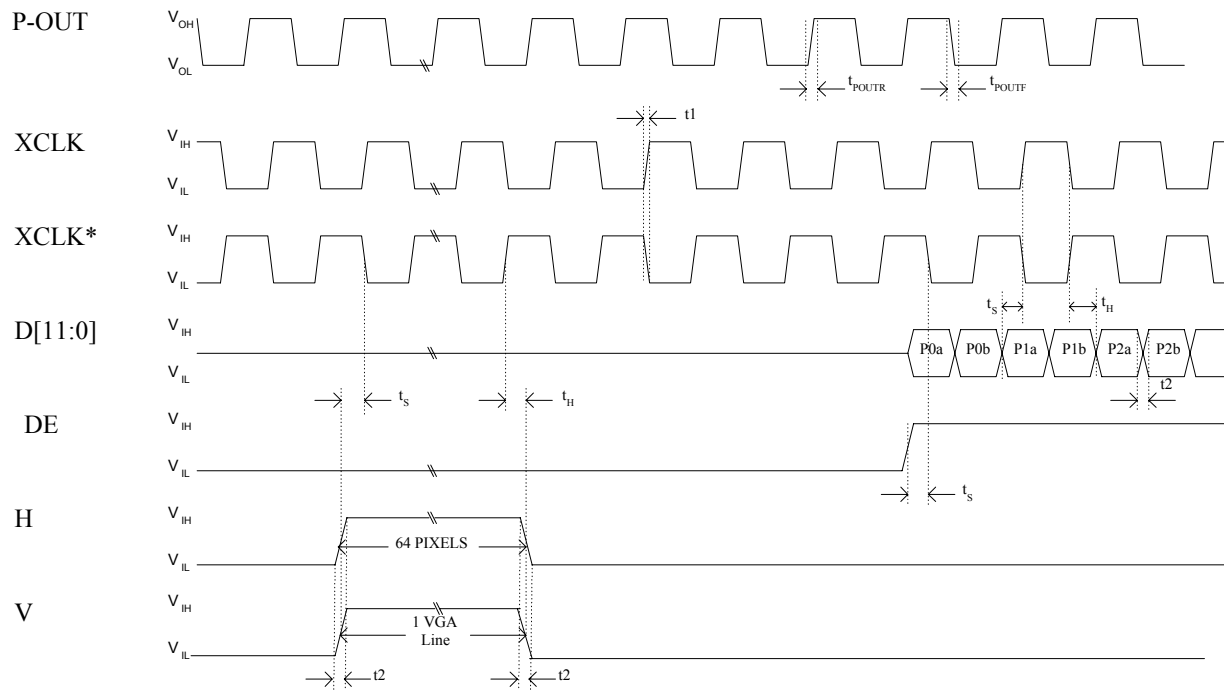 P-OUT
VOH
VOL
tPOUTR
tPOUTF
XCLK
VIH
VIL
t1
XCLK*
VIH
VIL
tS
tH
D[11:0]
VIH
VIL
P0a P0b P1a P1b P2a P2b
tS
tH
t2
DE
VIH
VIL
tS
H
VIH
VIL
64 PIXELS
V
VIH
VIL
1 VGA
Line
t2
t2